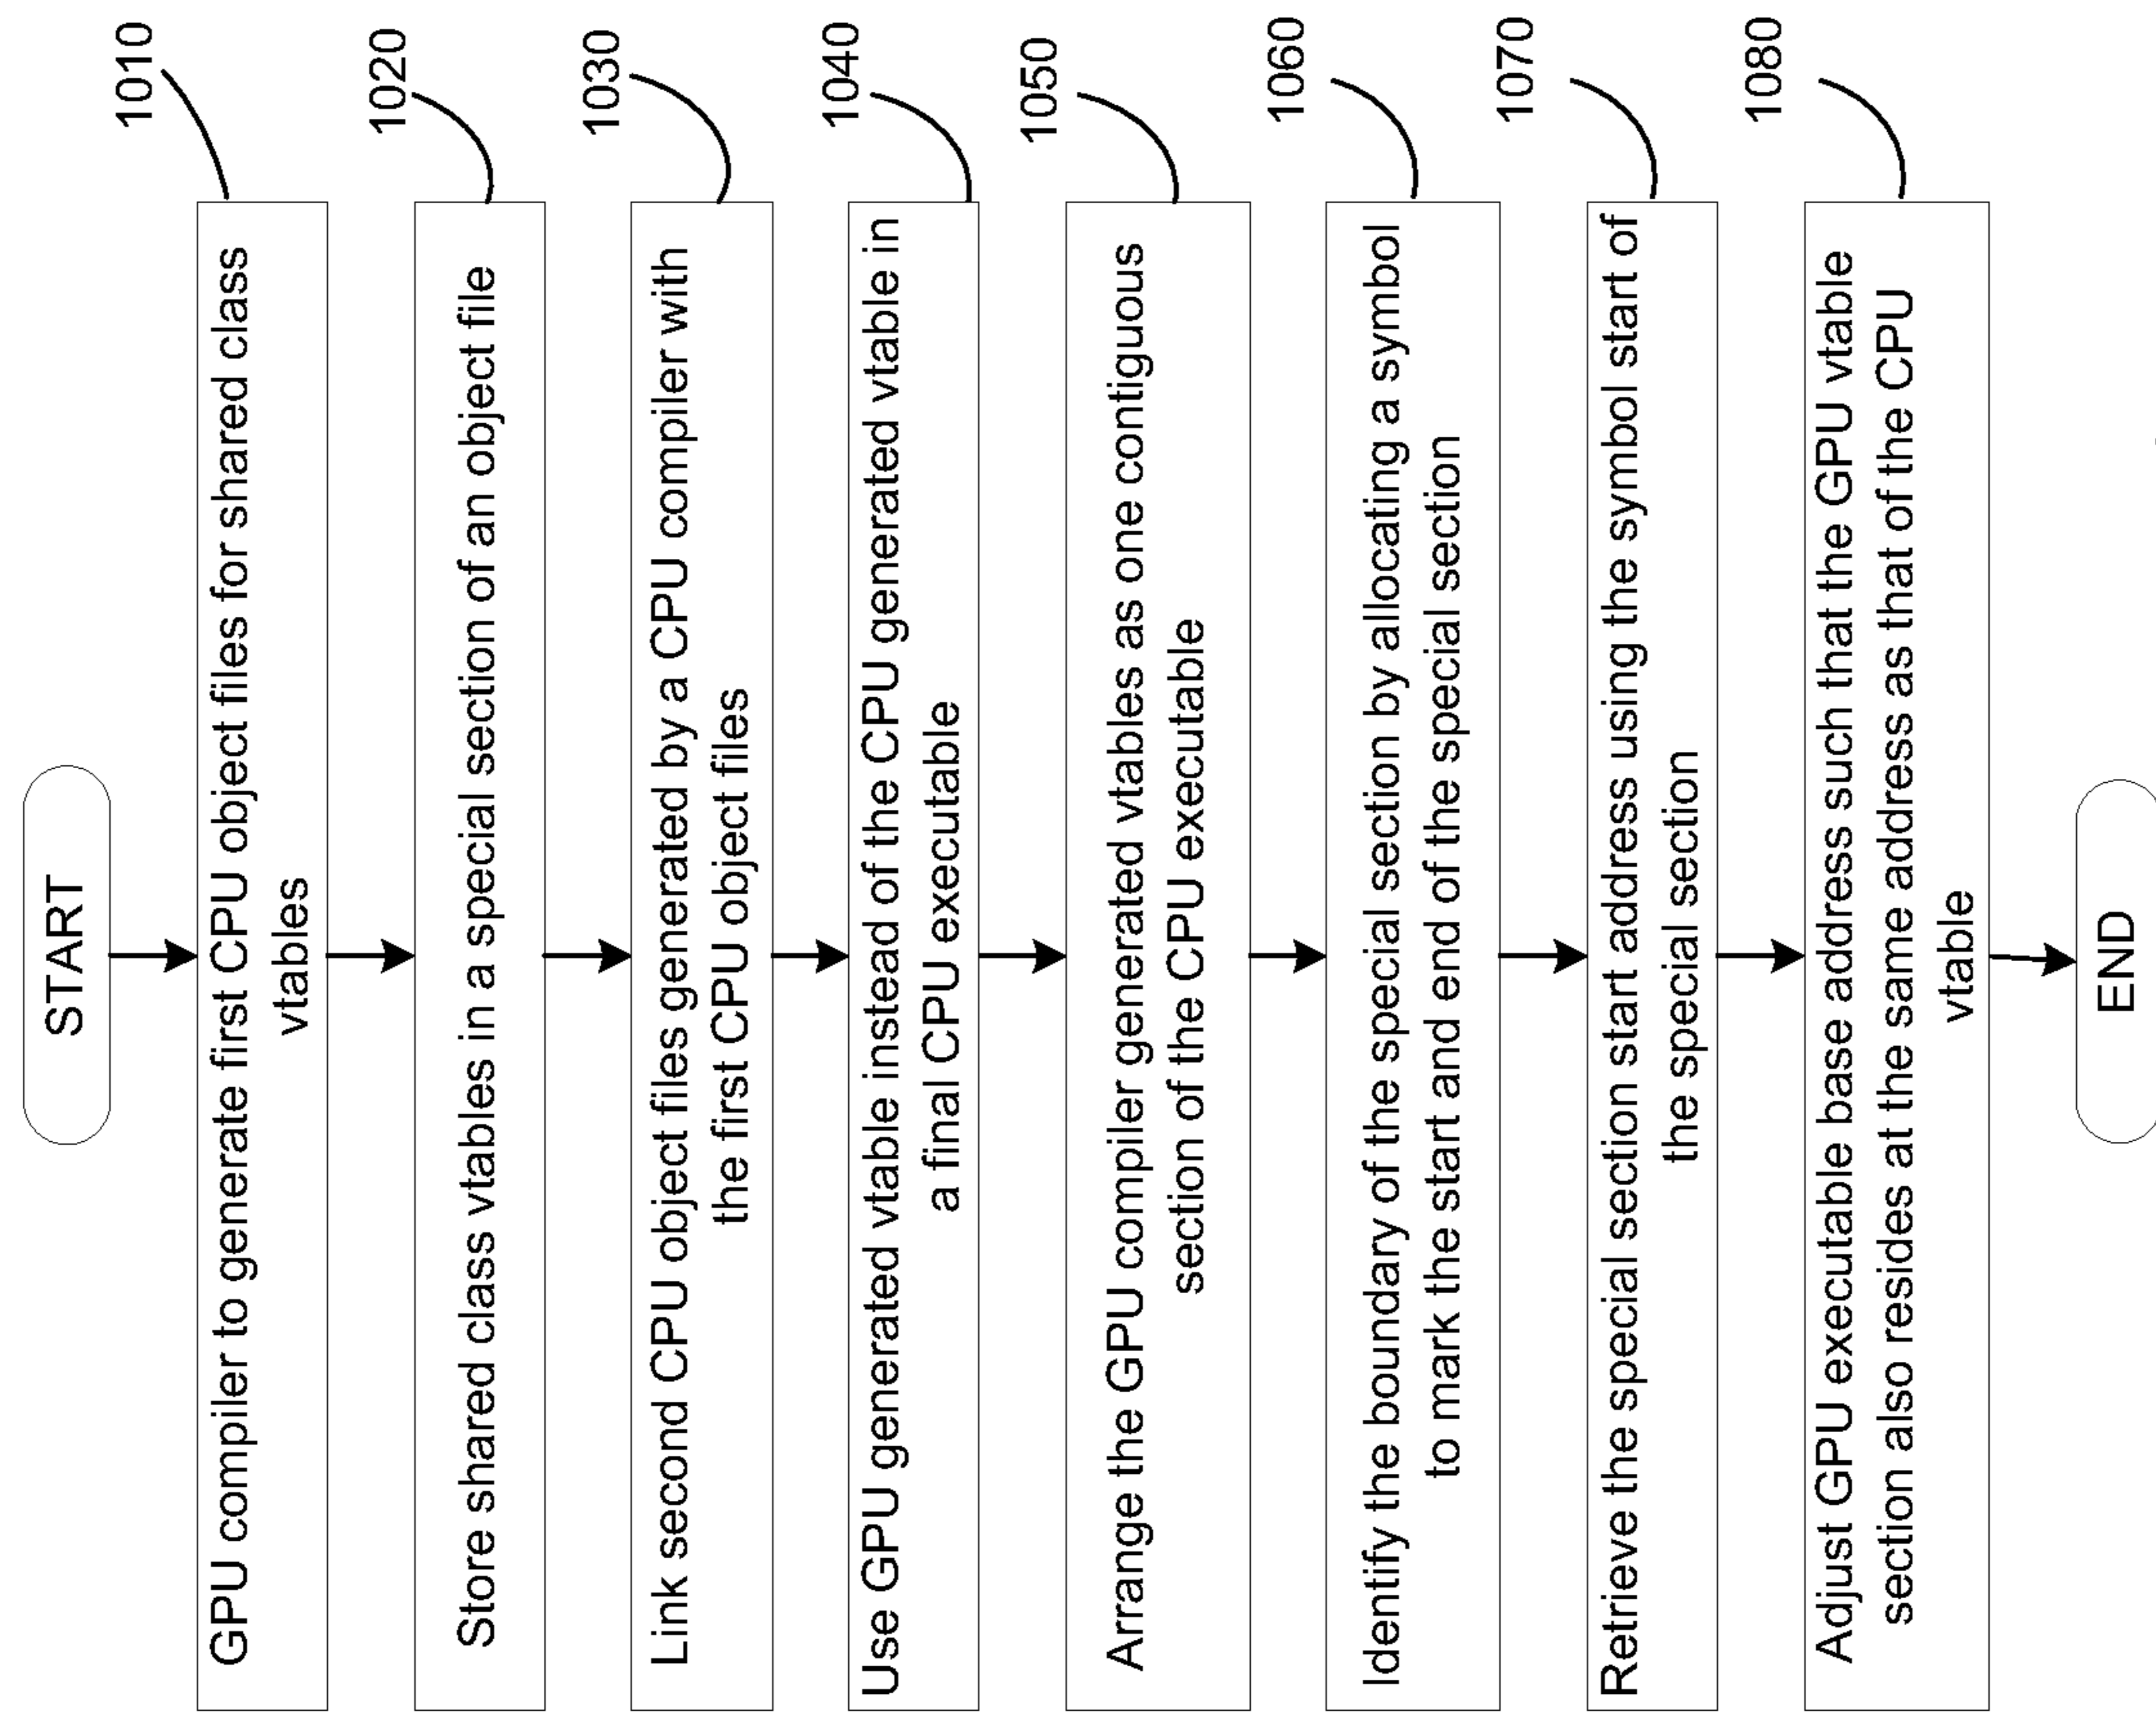 START
1010
GPU compiler to generate first CPU object files for shared class
vtables
1020
Store shared class vtables in a special section of an object file
1030
Link second CPU object files generated by a CPU compiler with
the first CPU object files
1040
Use GPU generated vtable instead of the CPU generated vtable in
a final CPU executable
1050
Arrange the GPU compiler generated vtables as one contiguous
section of the CPU executable
1060
Identify the boundary of the special section by allocating a symbol
to mark the start and end of the special section
1070
Retrieve the special section start address using the symbol start of
the special section
1080
Adjust GPU executable base address such that the GPU vtable
section also resides at the same address as that of the CPU
vtable
END